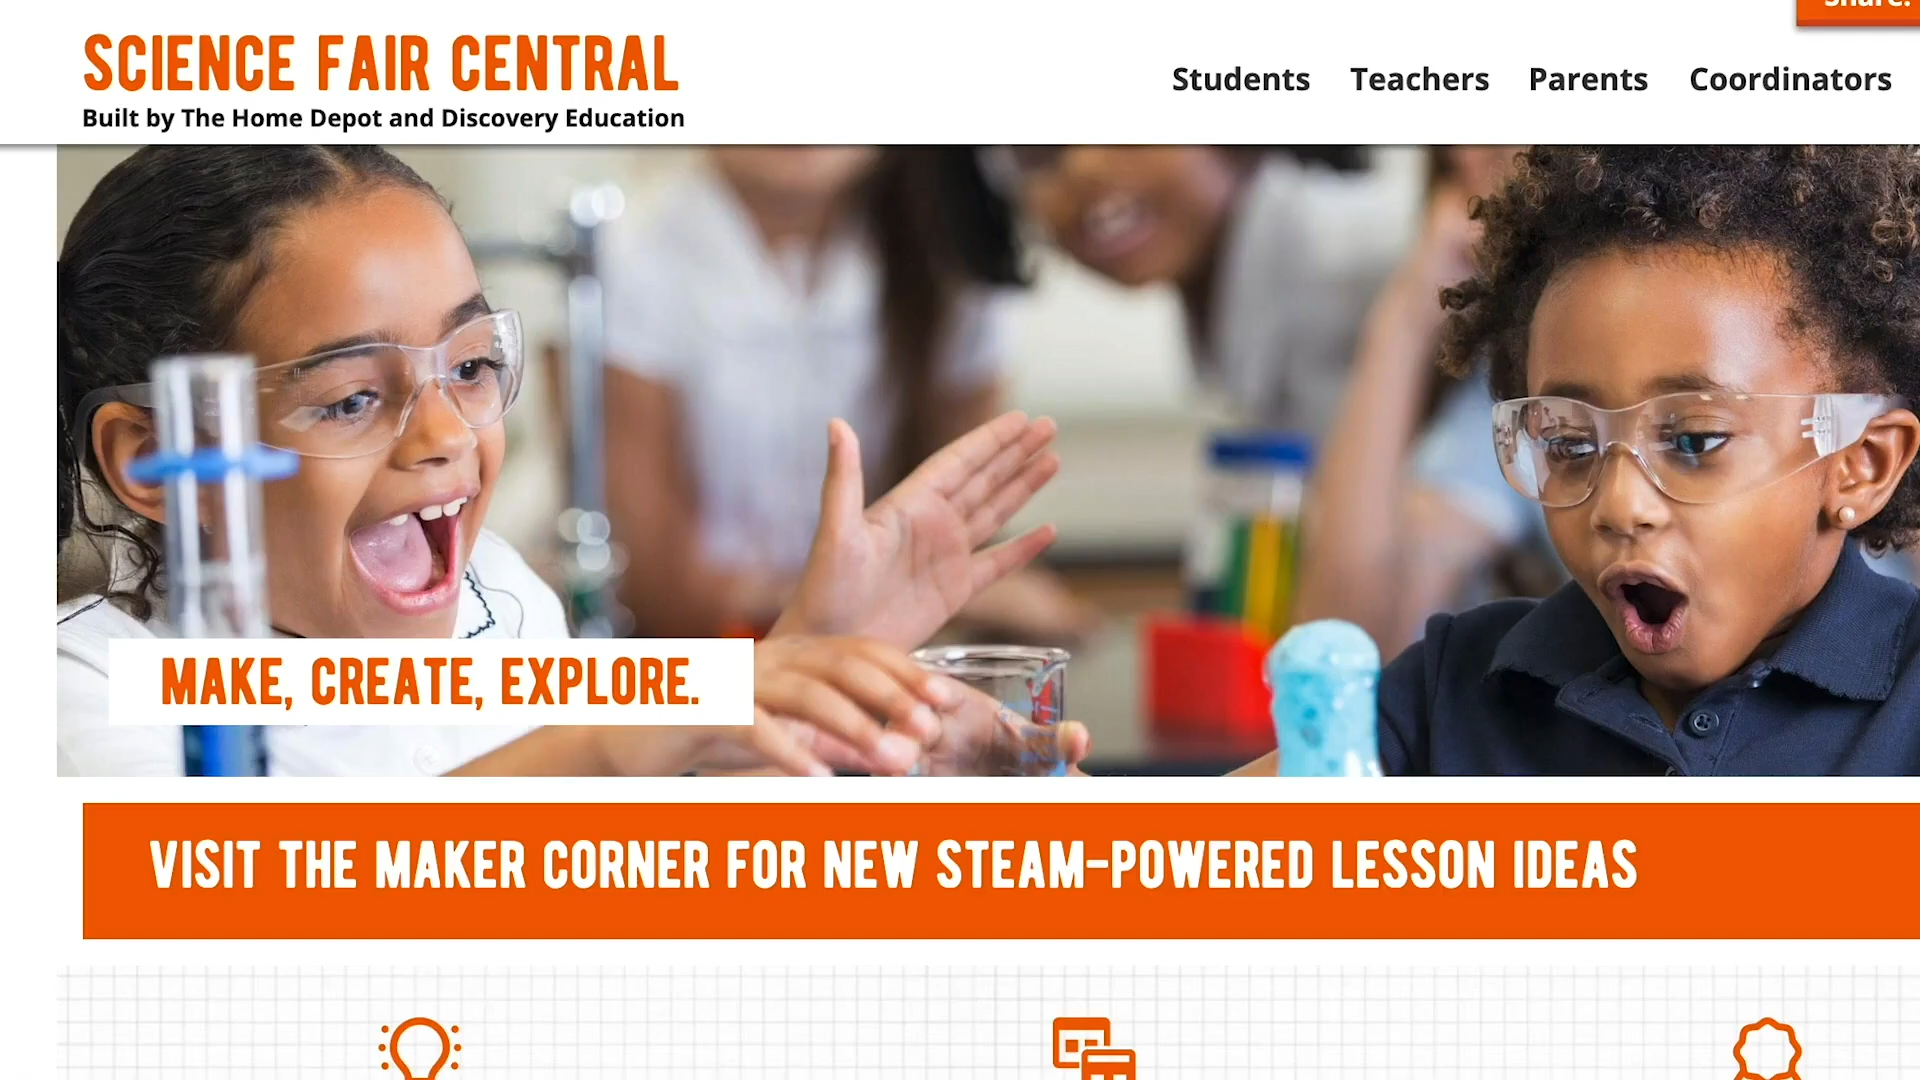 Share:
SCIENCE FAIR CENTRAL
Built by The Home Depot and Discovery Education
Students Teachers Parents Coordinators
MAKE, CREATE, EXPLORE.
VISIT THE MAKER CORNER FOR NEW STEAM-POWERED LESSON IDEAS